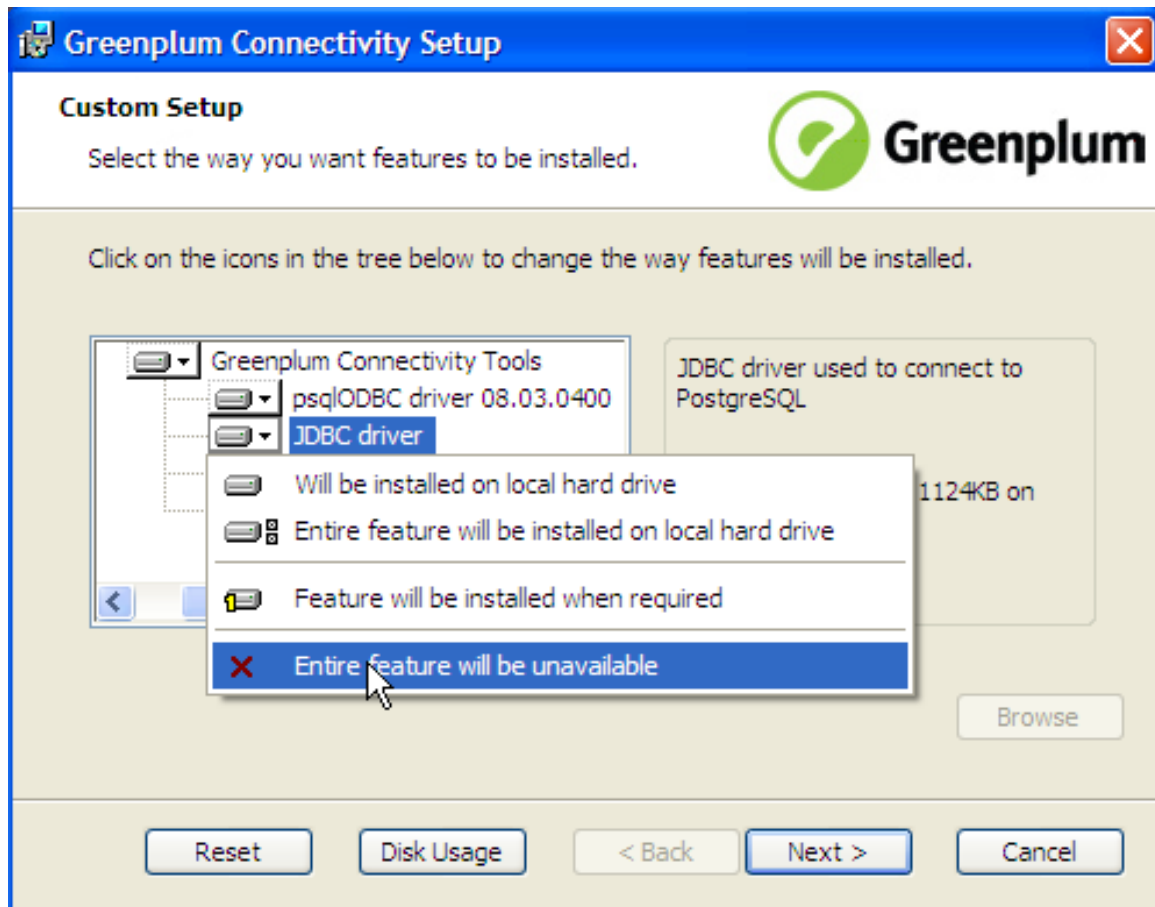 Greenplum Connectivity Setup
Custom Setup
Select the way you want features to be installed.
Greenplum
Click on the icons in the tree below to change the way features will be installed.
Greenplum Connectivity Tools
psqlODBC driver 08.03.0400
JDBC driver
JDBC driver used to connect to
PostgreSQL
1124KB on
Will be installed on local hard drive
Entire feature will be installed on local hard drive
Feature will be installed when required
Entire feature will be unavailable
Browse
Reset
Disk Usage
< Back
Next >
Cancel